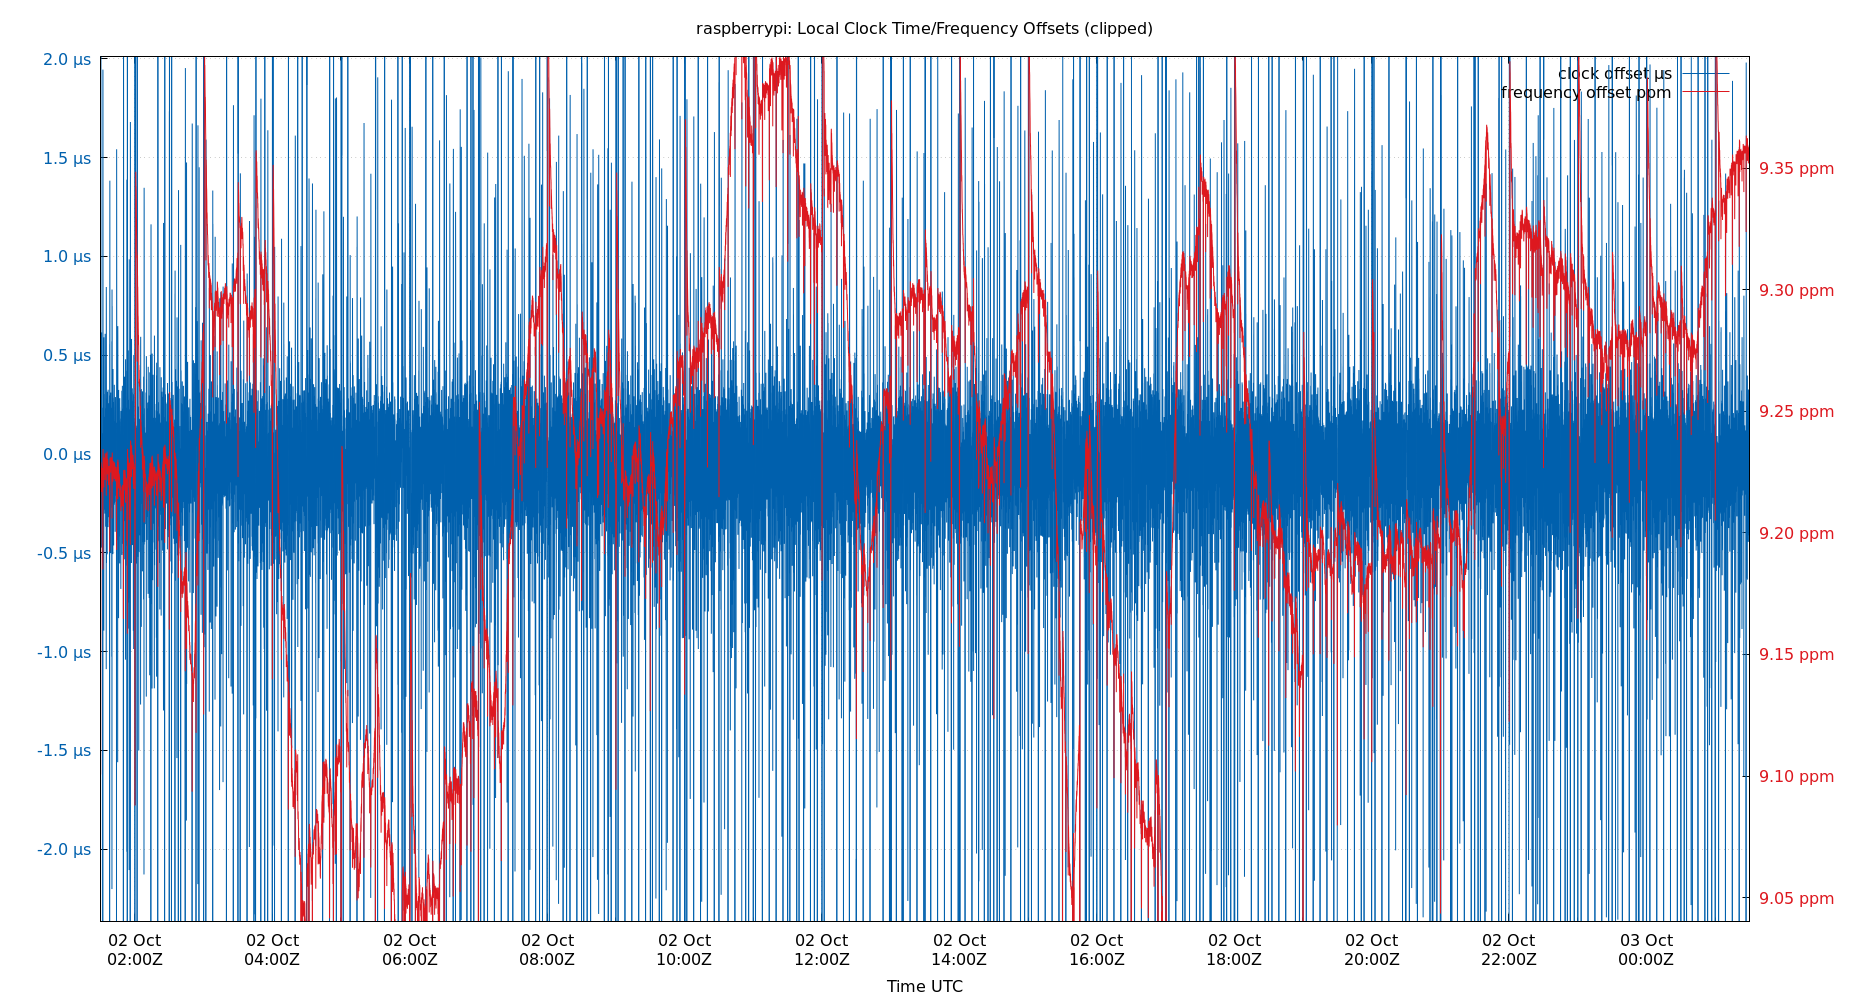 raspberrypi: Local Clock Time/Frequency Offsets (clipped)
2.0 µs
1.5 µs
1.0 µs
0.5 µs
0.0 µs
-0.5 µs
-1.0 µs
-1.5 µs
-2.0 µs
clock offset µs
frequency offset ppm
9.35 ppm
9.30 ppm
9.25 ppm
9.20 ppm
9.15 ppm
9.10 ppm
9.05 ppm
02 Oct 02 Oct 02 Oct 02 Oct 02 Oct 02 Oct 02 Oct 02 Oct 02 Oct 02 Oct 02 Oct 03 Oct
02:00Z 04:00Z 06:00Z 08:00Z 10:00Z 12:00Z 14:00Z 16:00Z 18:00Z 20:00Z 22:00Z 00:00Z
Time UTC